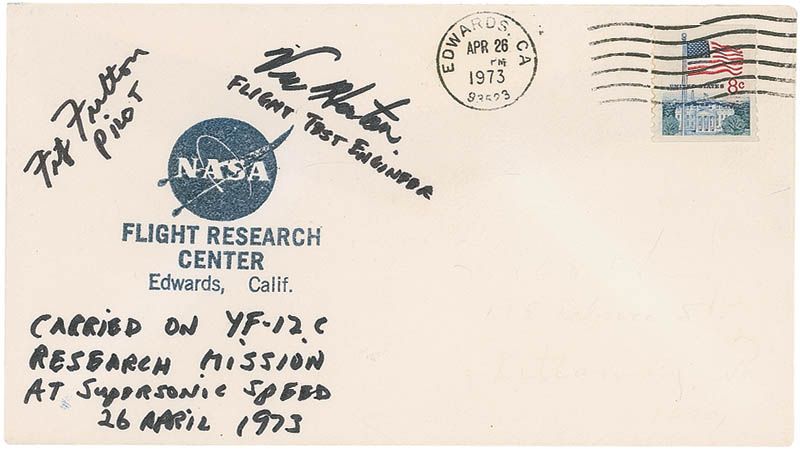 Fitz Fulton
PILOT
Vic Horton
FLIGHT TEST ENGINEER
EDWARDS, CA
APR 26
PM
1973
93523
UNITED STATES 8c
NASA
FLIGHT RESEARCH
CENTER
Edwards, Calif.
CARRIED ON YF-12C
RESEARCH MISSION
AT SUPERSONIC SPEED
26 APRIL 1973